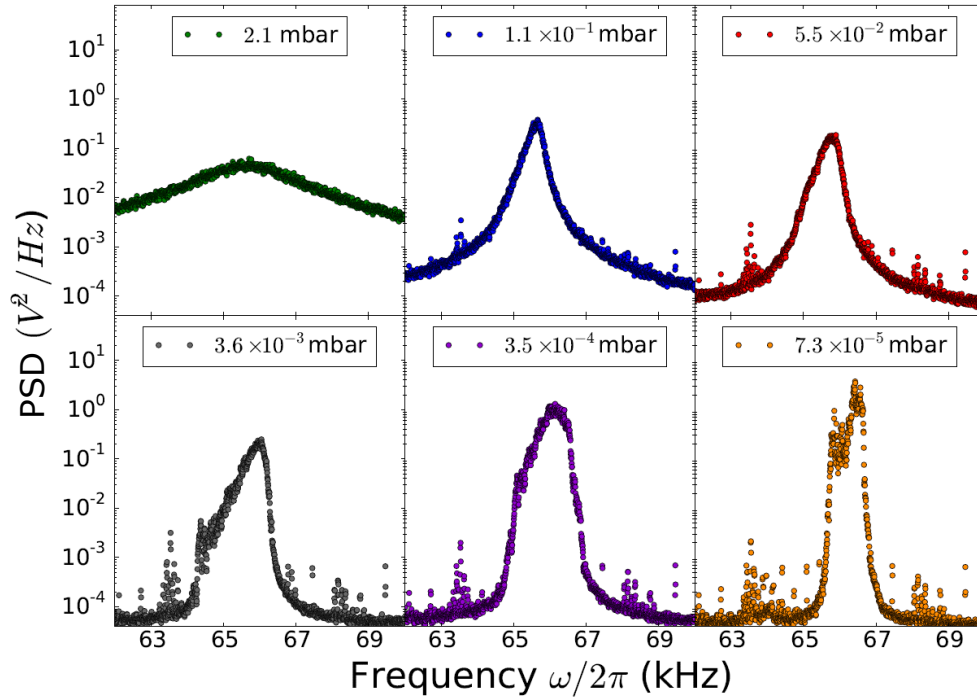 2.1 mbar
1.1 ×10⁻¹ mbar
5.5 ×10⁻² mbar
10¹
10⁰
10⁻¹
10⁻²
10⁻³
10⁻⁴
3.6 ×10⁻³ mbar
3.5 ×10⁻⁴ mbar
7.3 ×10⁻⁵ mbar
10¹
10⁰
10⁻¹
10⁻²
10⁻³
10⁻⁴
PSD (V²/Hz)
63 65 67 69 63 65 67 69 63 65 67 69
Frequency ω/2π (kHz)